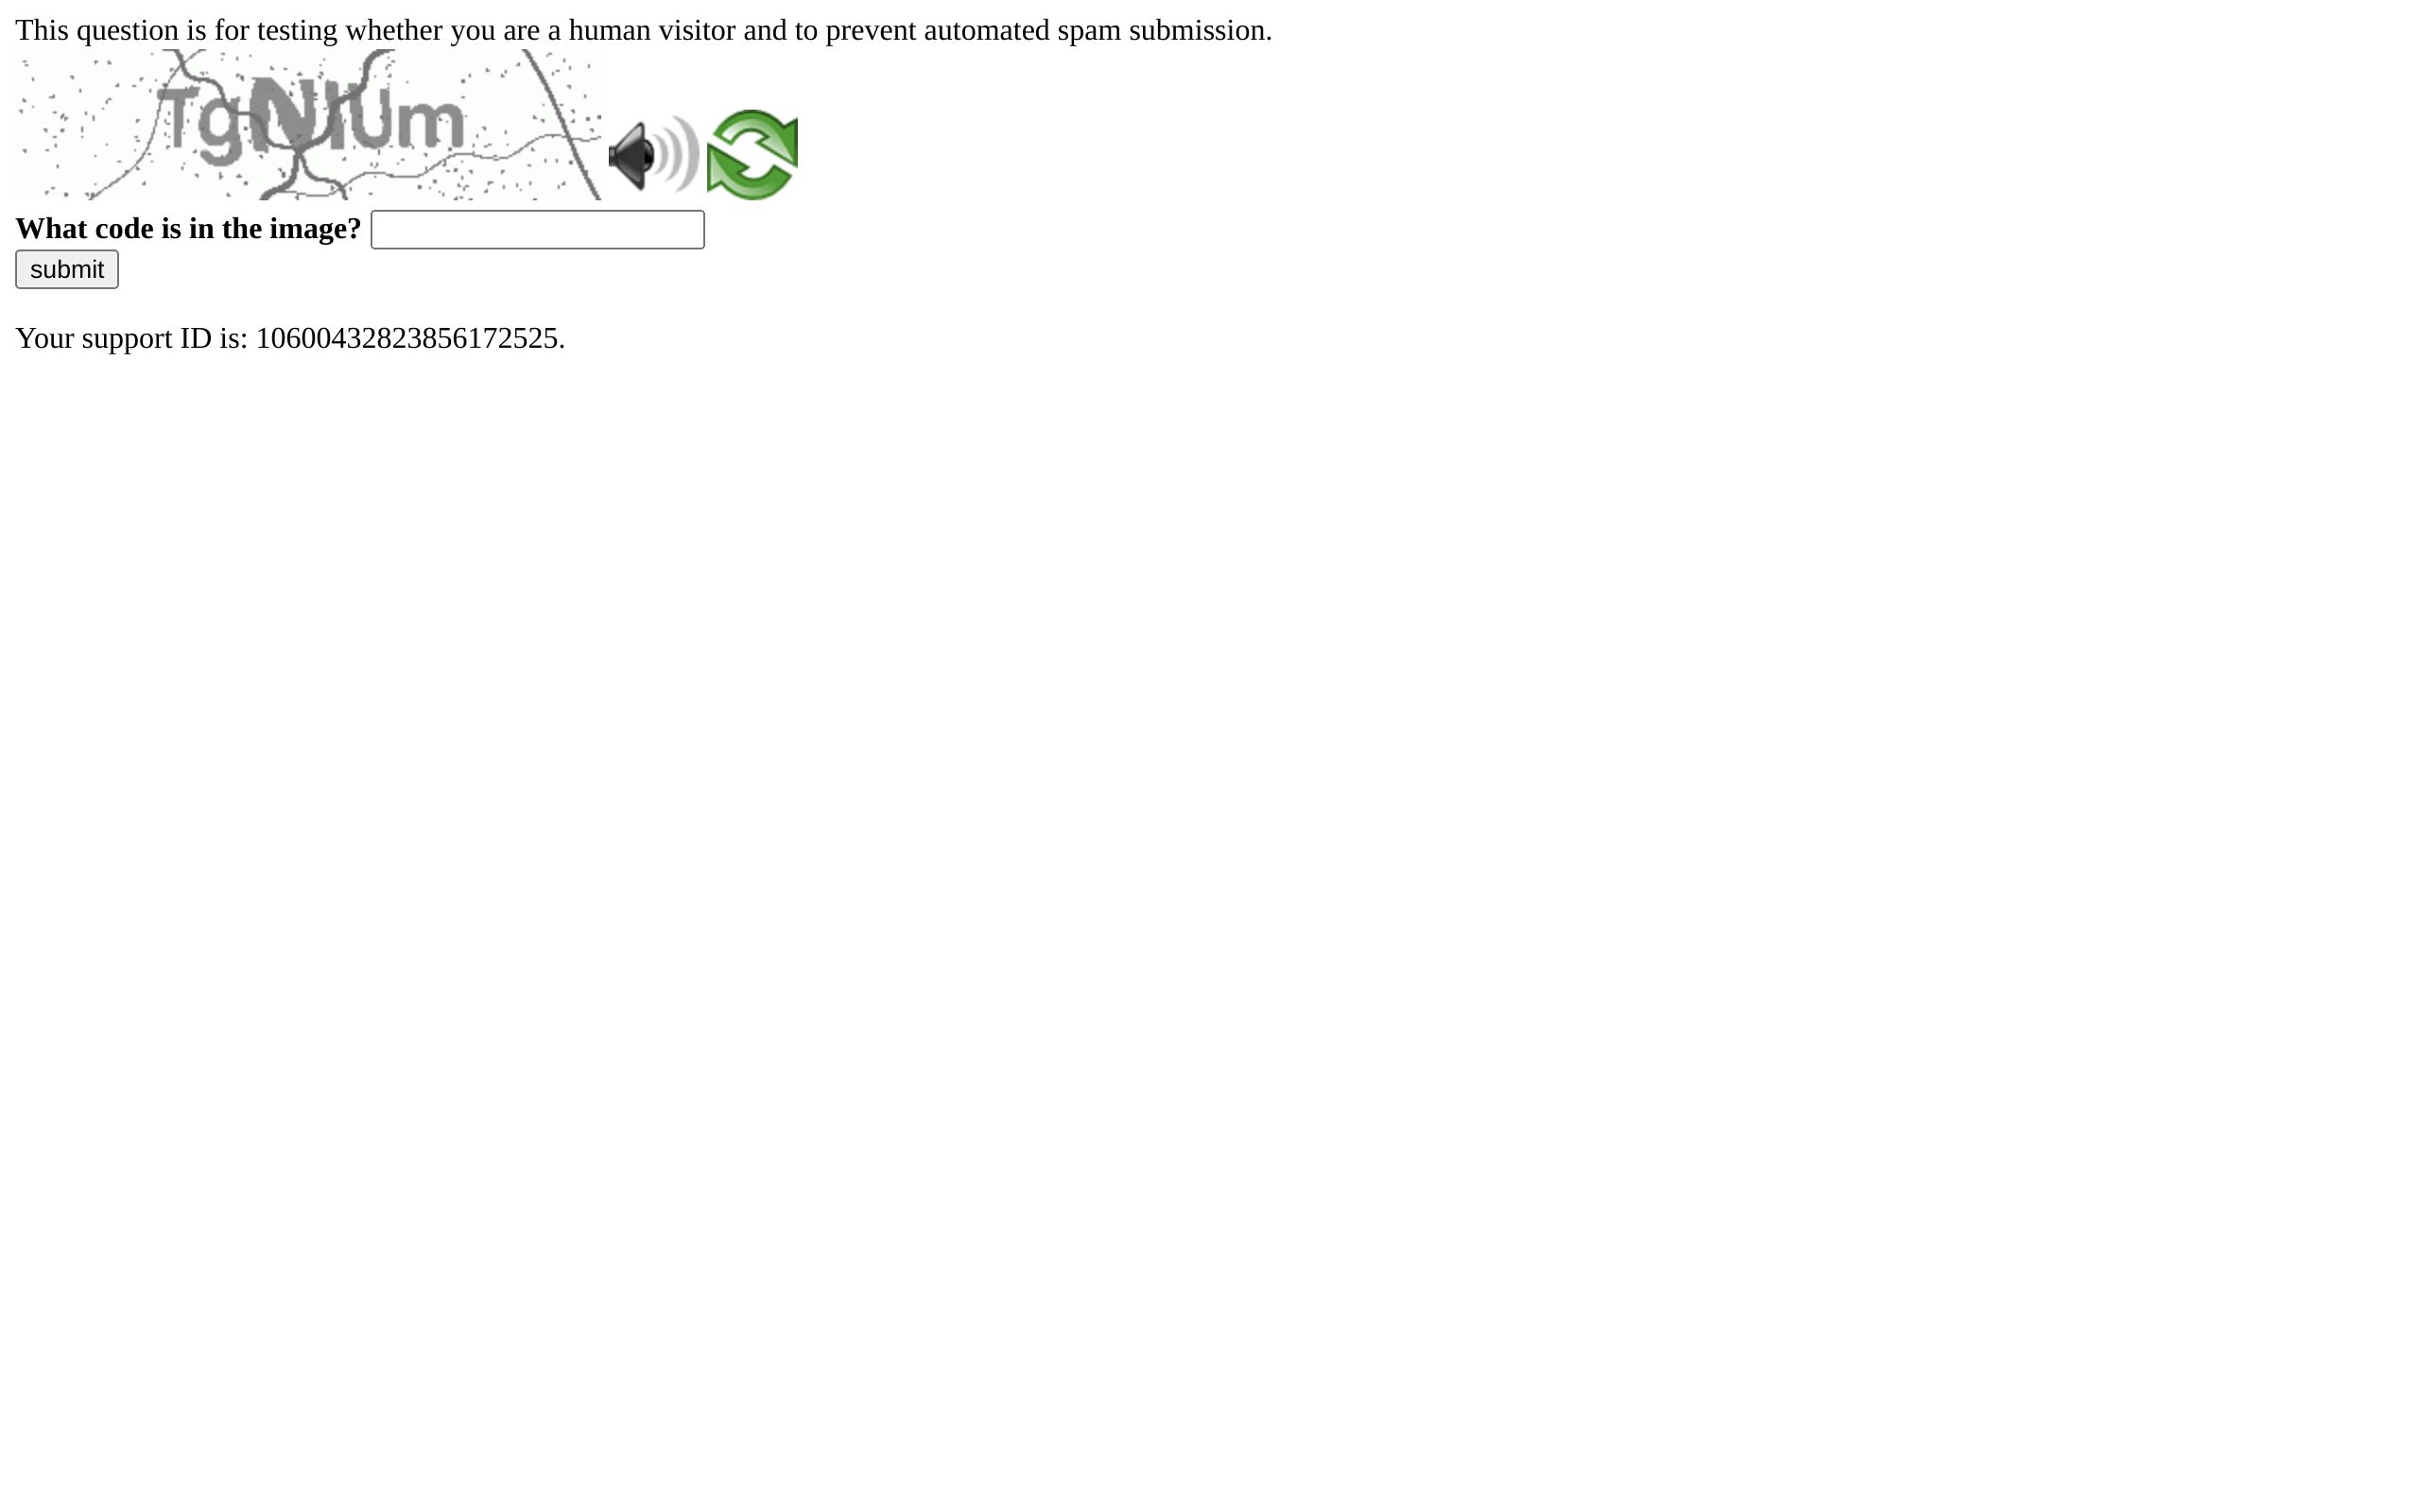 This question is for testing whether you are a human visitor and to prevent automated spam submission.
What code is in the image?
submit
Your support ID is: 10600432823856172525.